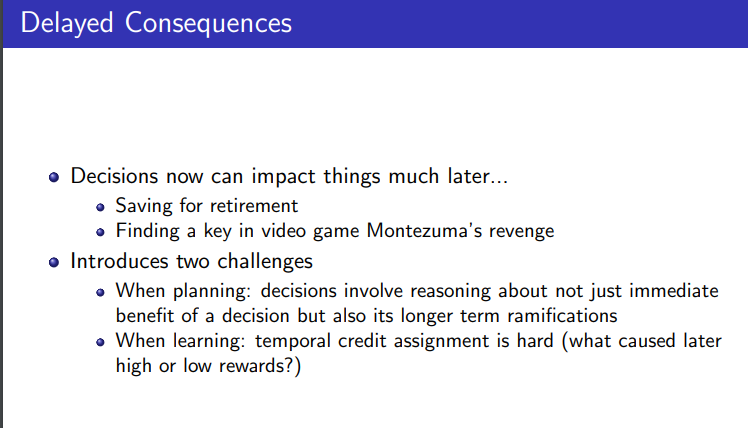 Delayed Consequences
Decisions now can impact things much later...
Saving for retirement
Finding a key in video game Montezuma's revenge
Introduces two challenges
When planning: decisions involve reasoning about not just immediate
benefit of a decision but also its longer term ramifications
When learning: temporal credit assignment is hard (what caused later
high or low rewards?)